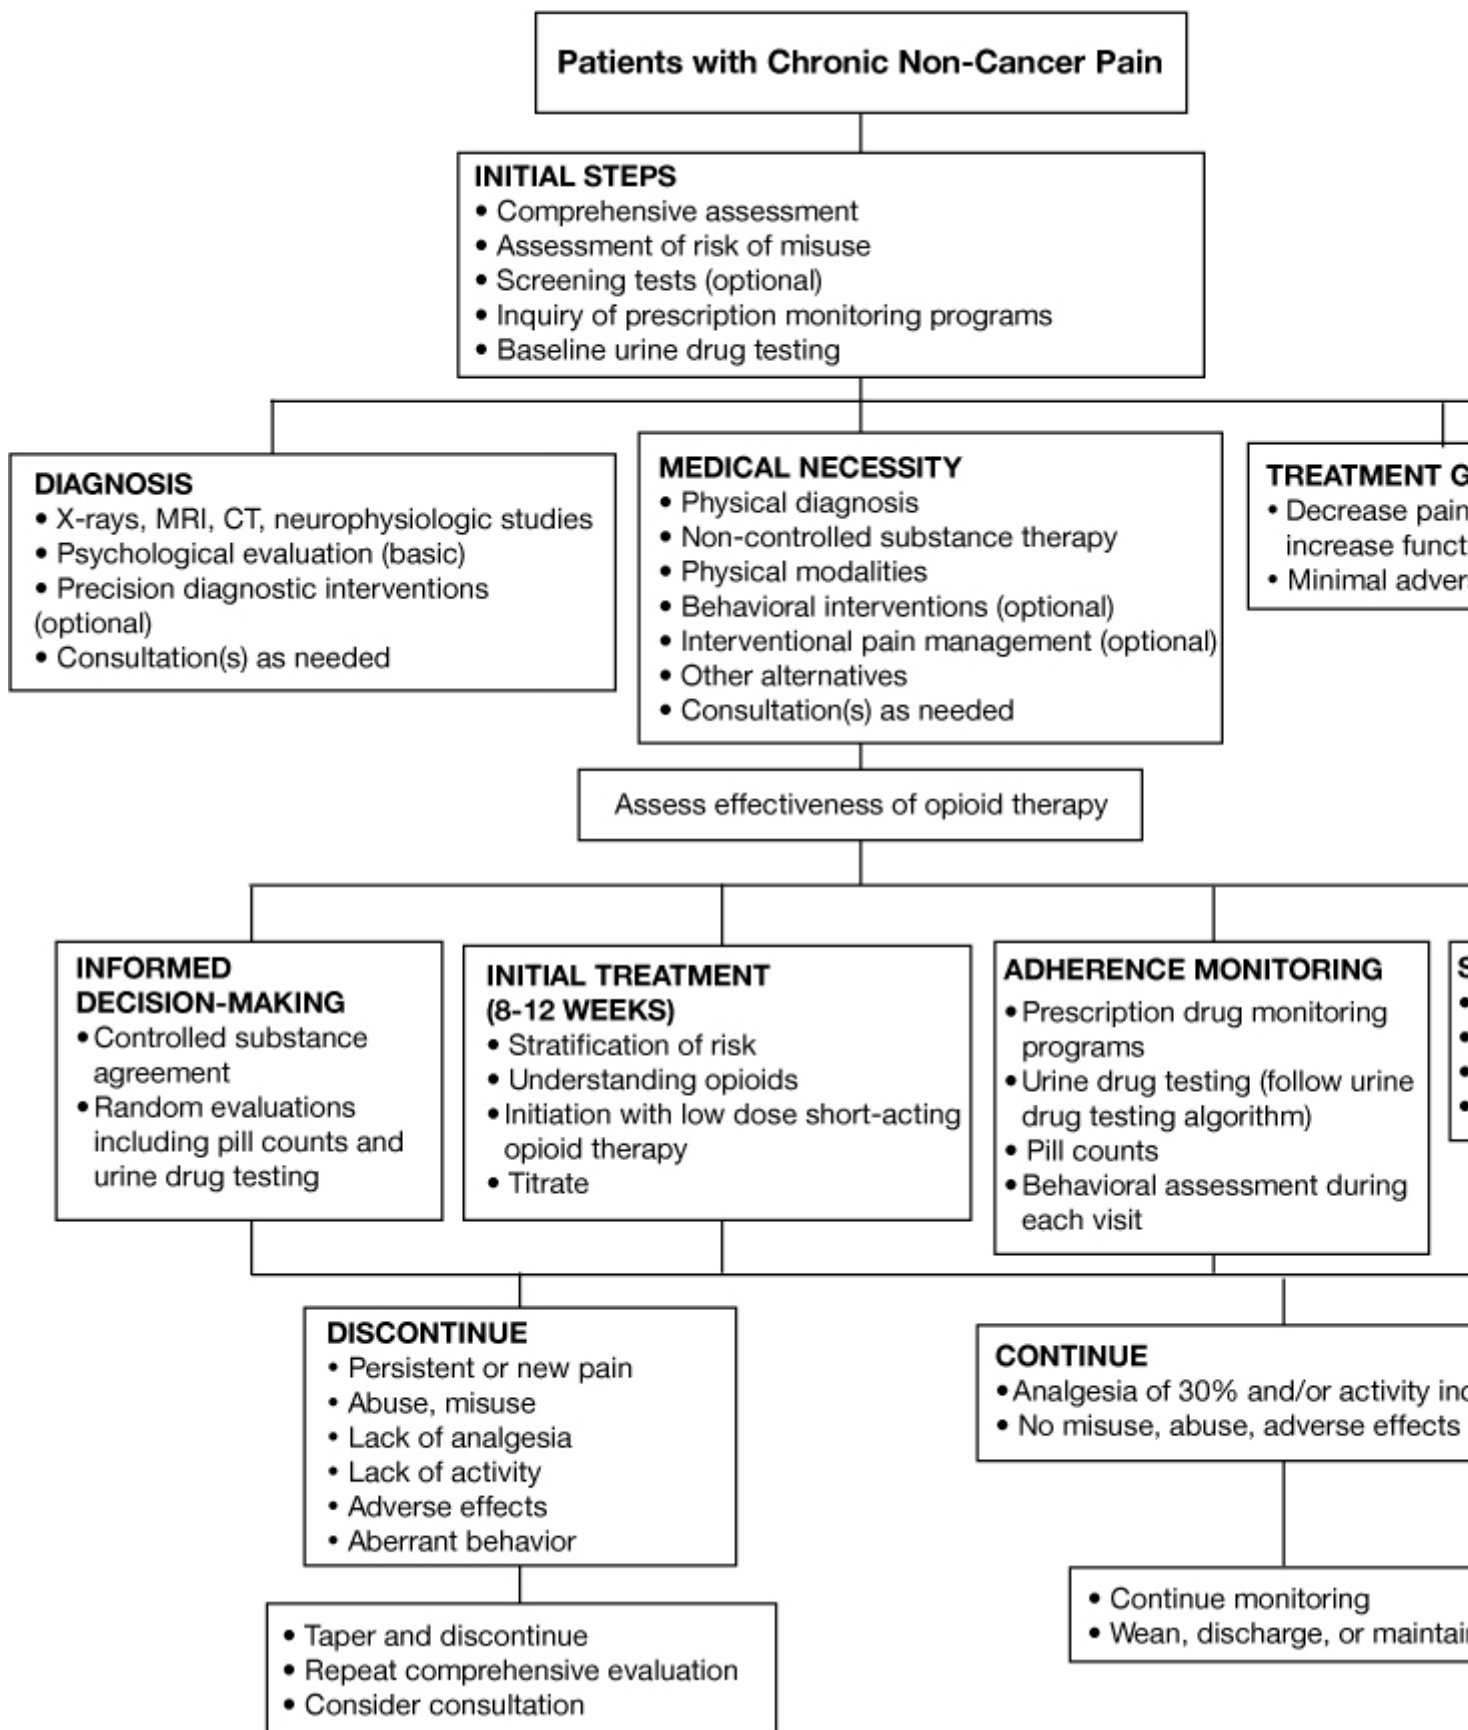 Patients with Chronic Non-Cancer Pain
INITIAL STEPS
• Comprehensive assessment
• Assessment of risk of misuse
• Screening tests (optional)
• Inquiry of prescription monitoring programs
• Baseline urine drug testing
DIAGNOSIS
• X-rays, MRI, CT, neurophysiologic studies
• Psychological evaluation (basic)
• Precision diagnostic interventions
(optional)
• Consultation(s) as needed
MEDICAL NECESSITY
• Physical diagnosis
• Non-controlled substance therapy
• Physical modalities
• Behavioral interventions (optional)
• Interventional pain management (optional)
• Other alternatives
• Consultation(s) as needed
TREATMENT
• Decrease pain
increase
• Minimal
Assess effectiveness of opioid therapy
INFORMED
DECISION-MAKING
• Controlled substance
agreement
• Random evaluations
including pill counts and
urine drug testing
INITIAL TREATMENT
(8-12 WEEKS)
• Stratification of risk
• Understanding opioids
• Initiation with low dose short-acting
opioid therapy
• Titrate
ADHERENCE MONITORING
• Prescription drug monitoring
programs
• Urine drug testing (follow urine
drug testing algorithm)
• Pill counts
• Behavioral assessment during
each visit
DISCONTINUE
• Persistent or new pain
• Abuse, misuse
• Lack of analgesia
• Lack of activity
• Adverse effects
• Aberrant behavior
CONTINUE
• Analgesia of 30% and/or activity
• No misuse, abuse, adverse effects
• Taper and discontinue
• Repeat comprehensive evaluation
• Consider consultation
• Continue monitoring
• Wean, discharge, or